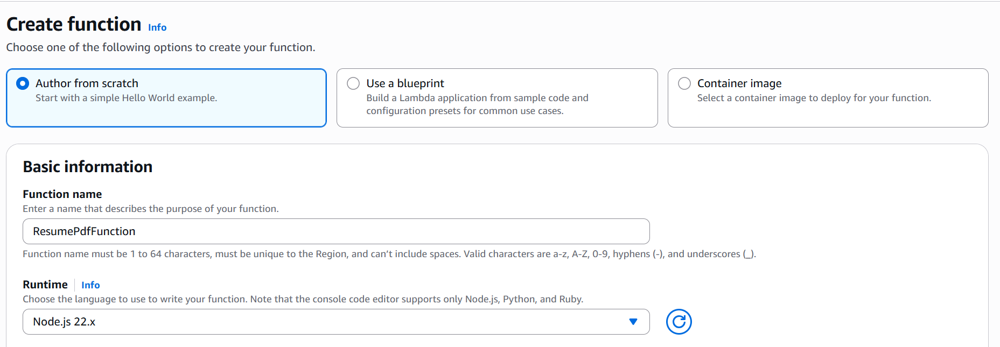 Create function Info
Choose one of the following options to create your function.
Author from scratch
Start with a simple Hello World example.
Use a blueprint
Build a Lambda application from sample code and
configuration presets for common use cases.
Container image
Select a container image to deploy for your function.
Basic information
Function name
Enter a name that describes the purpose of your function.
ResumePdfFunction
Function name must be 1 to 64 characters, must be unique to the Region, and can’t include spaces. Valid characters are a-z, A-Z, 0-9, hyphens (-), and underscores (_).
Runtime Info
Choose the language to use to write your function. Note that the console code editor supports only Node.js, Python, and Ruby.
Node.js 22.x